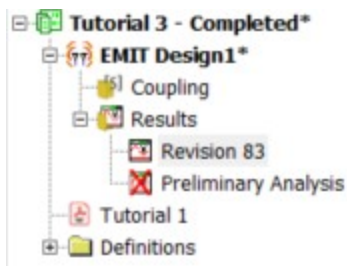 Tutorial 3 - Completed*
EMIT Design1*
Coupling
Results
Revision 83
Preliminary Analysis
Tutorial 1
Definitions